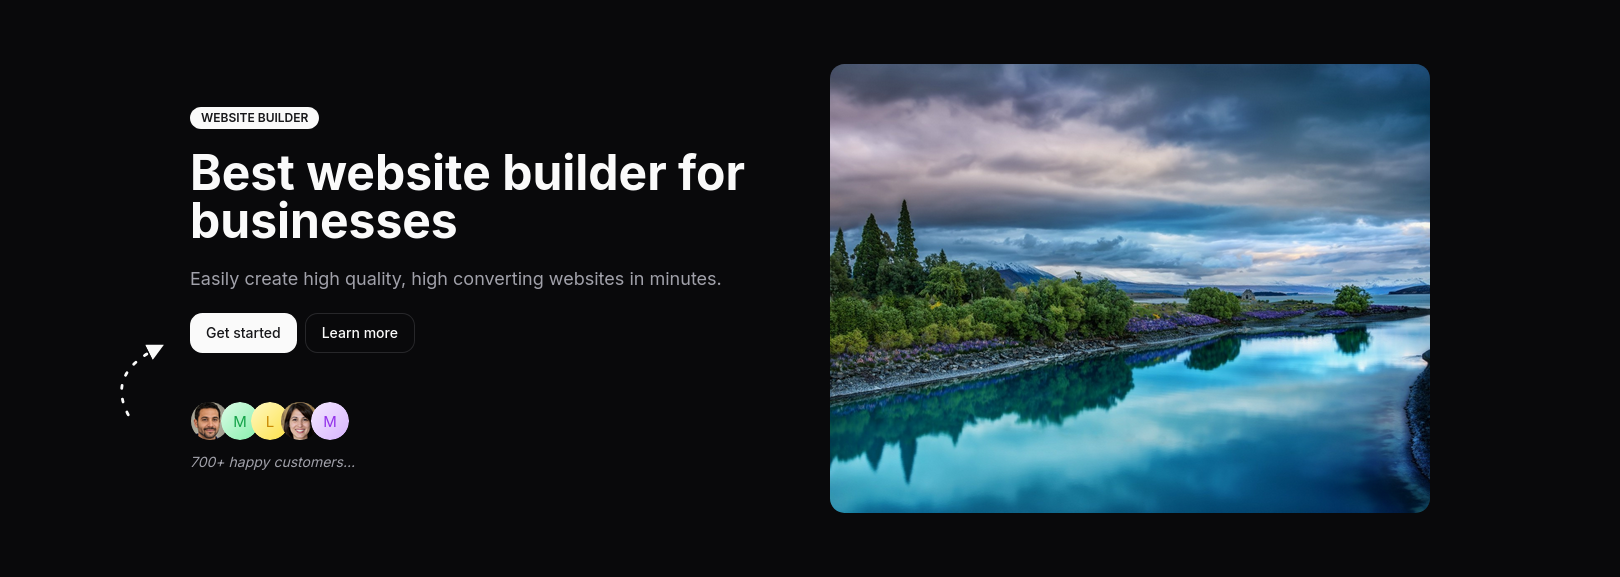 WEBSITE BUILDER
Best website builder for
businesses
Easily create high quality, high converting websites in minutes.
Get started
Learn more
M
L
M
700+ happy customers...